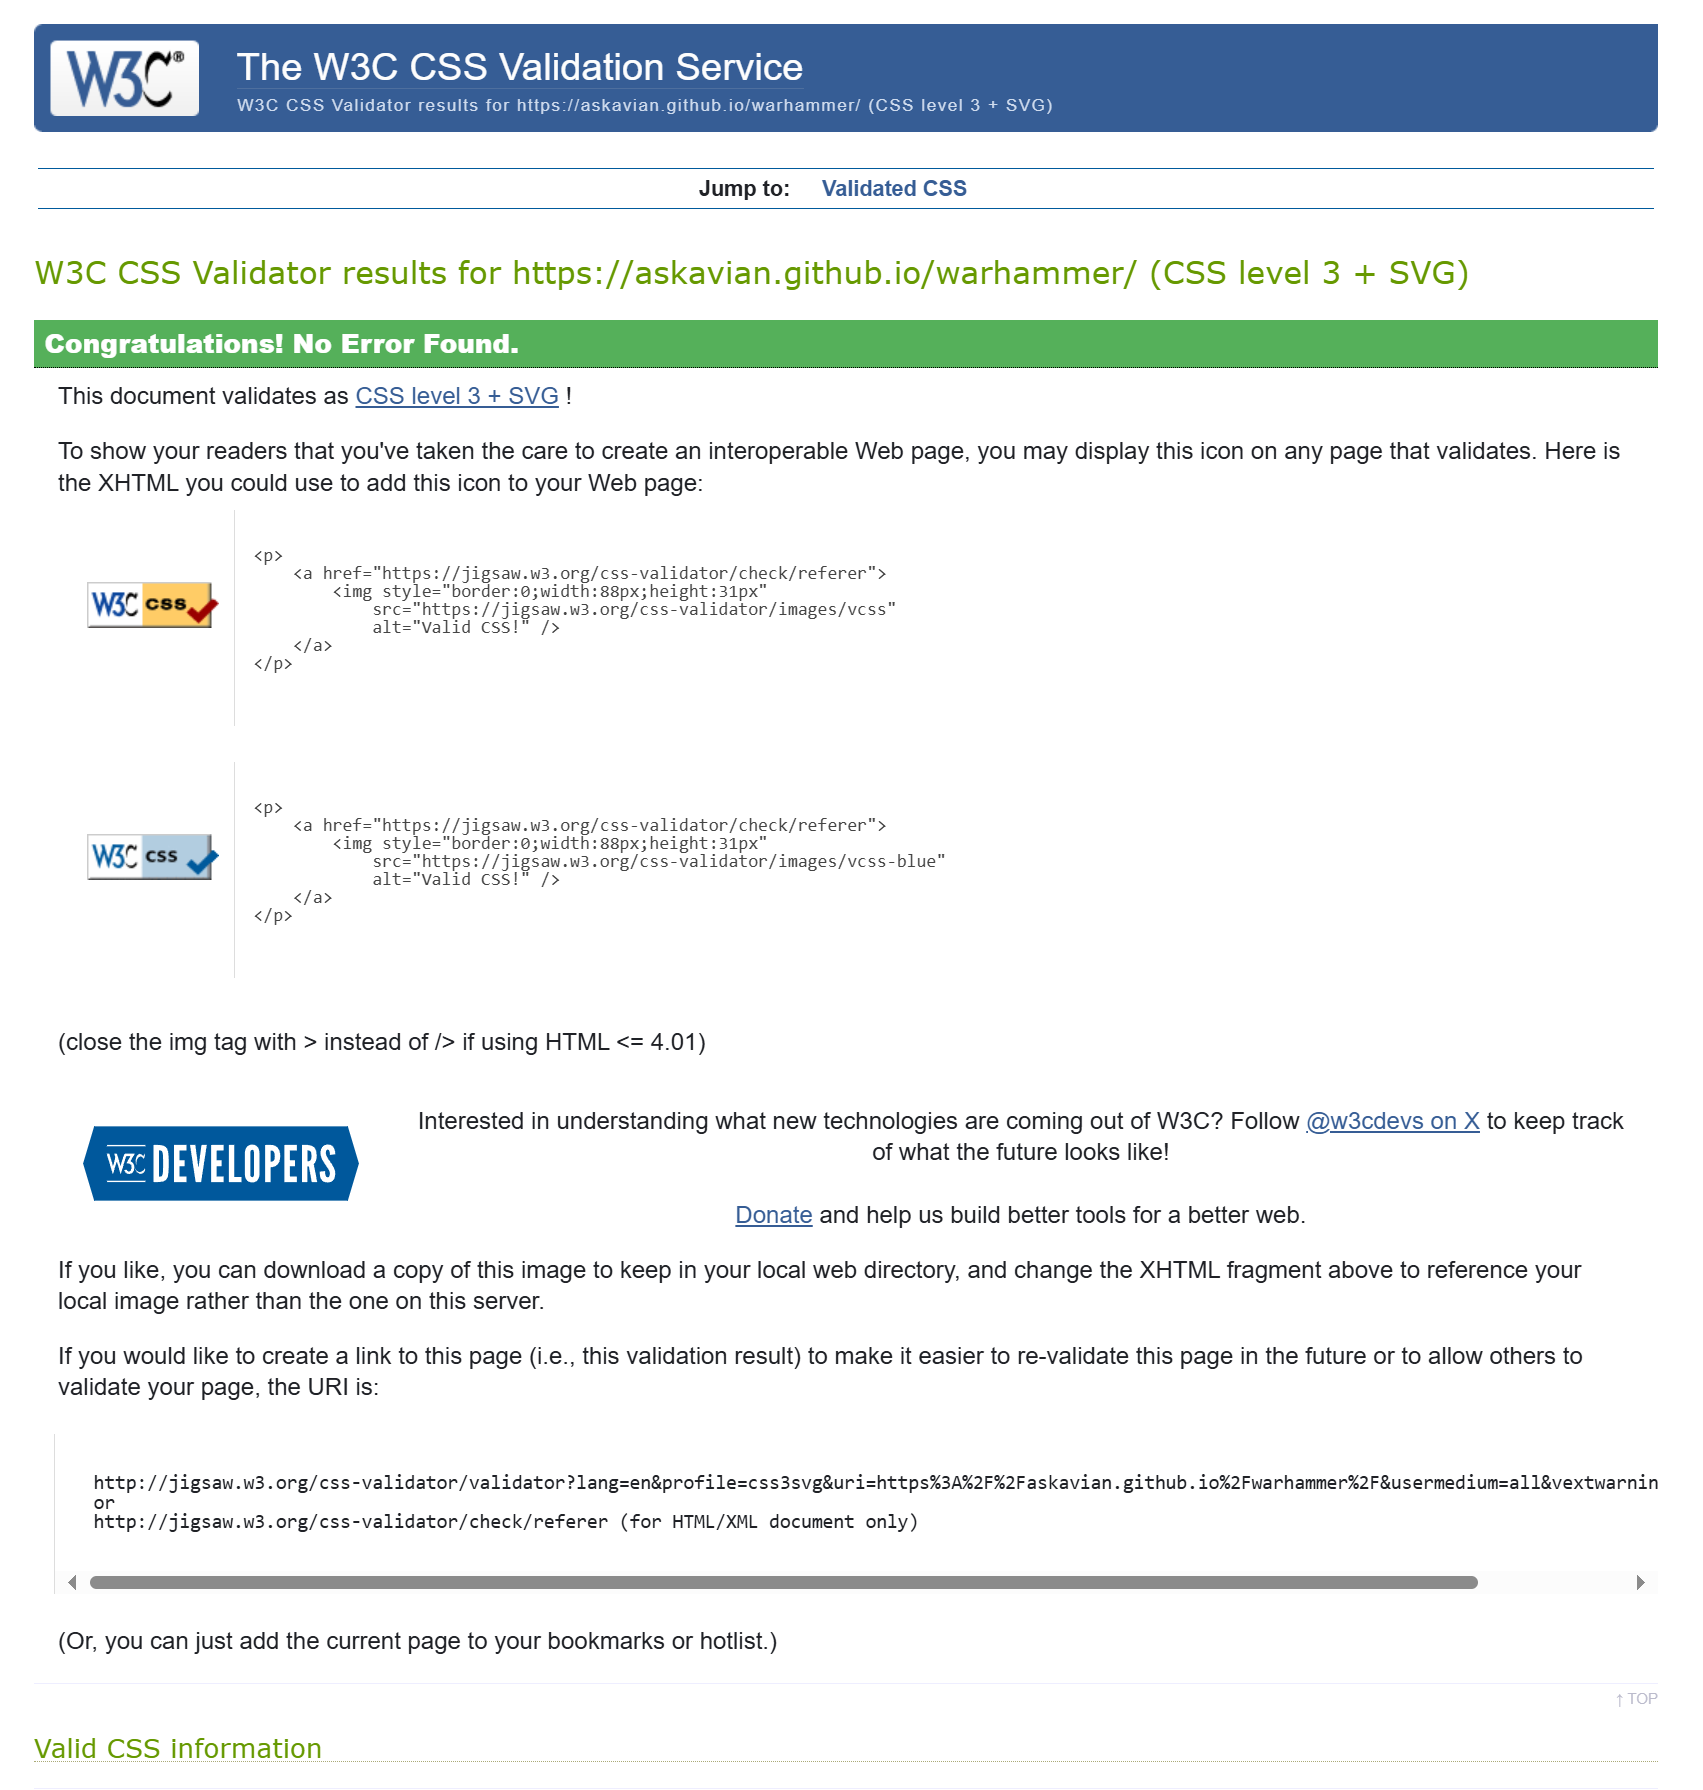 W3C®
The W3C CSS Validation Service
W3C CSS Validator results for https://askavian.github.io/warhammer/ (CSS level 3 + SVG)
Jump to: Validated CSS
W3C CSS Validator results for https://askavian.github.io/warhammer/ (CSS level 3 + SVG)
Congratulations! No Error Found.
This document validates as CSS level 3 + SVG !
To show your readers that you've taken the care to create an interoperable Web page, you may display this icon on any page that validates. Here is
the XHTML you could use to add this icon to your Web page:
W3C css
<p>
<a href="https://jigsaw.w3.org/css-validator/check/referer">
<img style="border:0;width:88px;height:31px"
src="https://jigsaw.w3.org/css-validator/images/vcss"
alt="Valid CSS!" />
</a>
</p>
W3C css
<p>
<a href="https://jigsaw.w3.org/css-validator/check/referer">
<img style="border:0;width:88px;height:31px"
src="https://jigsaw.w3.org/css-validator/images/vcss-blue"
alt="Valid CSS!" />
</a>
</p>
(close the img tag with > instead of /> if using HTML <= 4.01)
W3C DEVELOPERS
Interested in understanding what new technologies are coming out of W3C? Follow @w3cdevs on X to keep track
of what the future looks like!
Donate and help us build better tools for a better web.
If you like, you can download a copy of this image to keep in your local web directory, and change the XHTML fragment above to reference your
local image rather than the one on this server.
If you would like to create a link to this page (i.e., this validation result) to make it easier to re-validate this page in the future or to allow others to
validate your page, the URI is:
http://jigsaw.w3.org/css-validator/validator?lang=en&profile=css3svg&uri=https%3A%2F%2Faskavian.github.io%2Fwarhammer%2F&usermedium=all&vextwarnin
or
http://jigsaw.w3.org/css-validator/check/referer (for HTML/XML document only)
(Or, you can just add the current page to your bookmarks or hotlist.)
↑ TOP
Valid CSS information